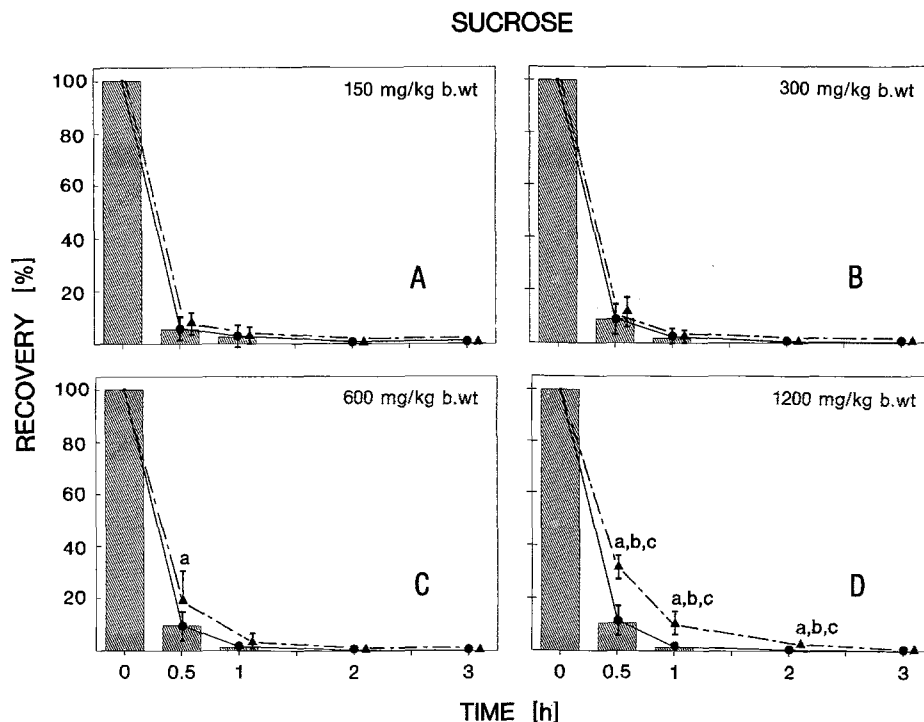 SUCROSE
100
80
60
40
20
150 mg/kg b.wt
A
300 mg/kg b.wt
B
RECOVERY [%]
100
80
60
40
20
600 mg/kg b.wt
a
C
1200 mg/kg b.wt
a,b,c
a,b,c
a,b,c
D
0 0.5 1 2 3
0 0.5 1 2 3
TIME [h]